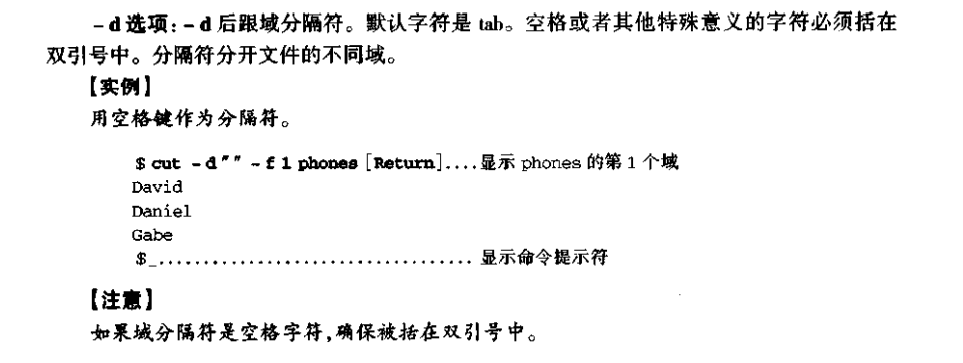 -d选项:-d后跟域分隔符。默认字符是 tab。空格或者其他特殊意义的字符必须括在
双引号中。分隔符分开文件的不同域。
【实例】
用空格键作为分隔符。
$ cut -d" " -f 1 phones [Return]....显示 phones 的第 1 个域
David
Daniel
Gabe
$_.................................... 显示命令提示符
【注意】
如果域分隔符是空格字符,确保被括在双引号中。